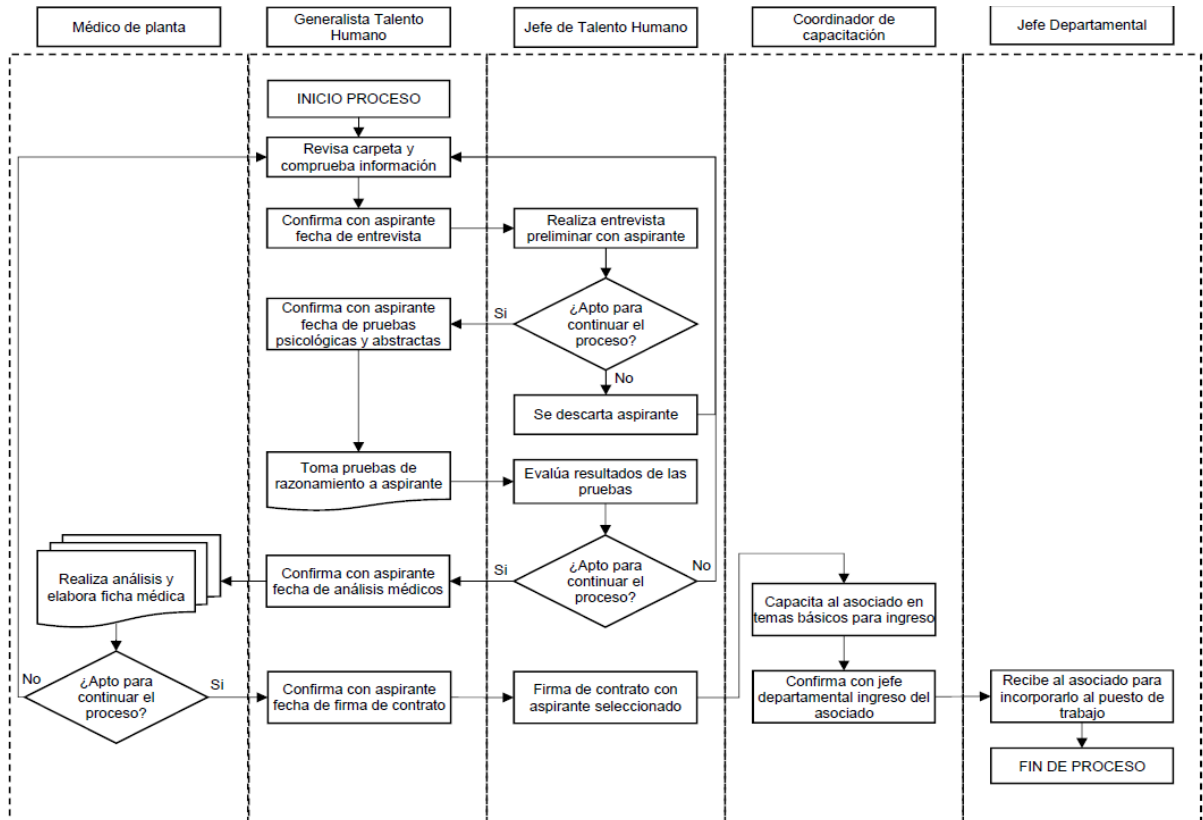 Médico de planta
Generalista Talento
Humano
Jefe de Talento Humano
Coordinador de
capacitación
Jefe Departamental
INICIO PROCESO
Revisa carpeta y
comprueba información
Confirma con aspirante
fecha de entrevista
Realiza entrevista
preliminar con aspirante
¿Apto para
continuar el
proceso?
Si
No
Confirma con aspirante
fecha de pruebas
psicológicas y abstractas
Se descarta aspirante
Toma pruebas de
razonamiento a aspirante
Evalúa resultados de las
pruebas
¿Apto para
continuar el
proceso?
Si
No
Confirma con aspirante
fecha de análisis médicos
Realiza análisis y
elabora ficha médica
¿Apto para
continuar el
proceso?
No
Si
Confirma con aspirante
fecha de firma de contrato
Firma de contrato con
aspirante seleccionado
Capacita al asociado en
temas básicos para ingreso
Confirma con jefe
departamental ingreso del
asociado
Recibe al asociado para
incorporarlo al puesto de
trabajo
FIN DE PROCESO